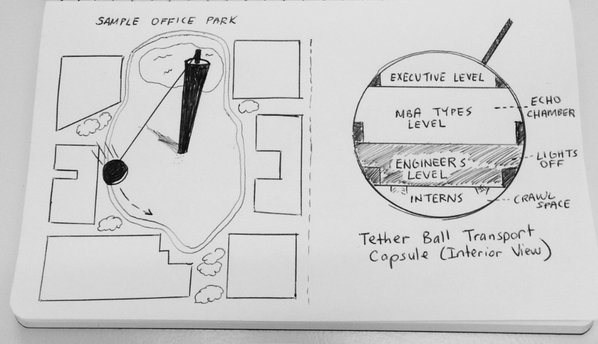 SAMPLE OFFICE PARK
EXECUTIVE LEVEL
MBA TYPES
LEVEL
ECHO
CHAMBER
ENGINEERS'
LEVEL
LIGHTS
OFF
INTERNS
CRAWL
SPACE
Tether Ball Transport
Capsule (Interior View)